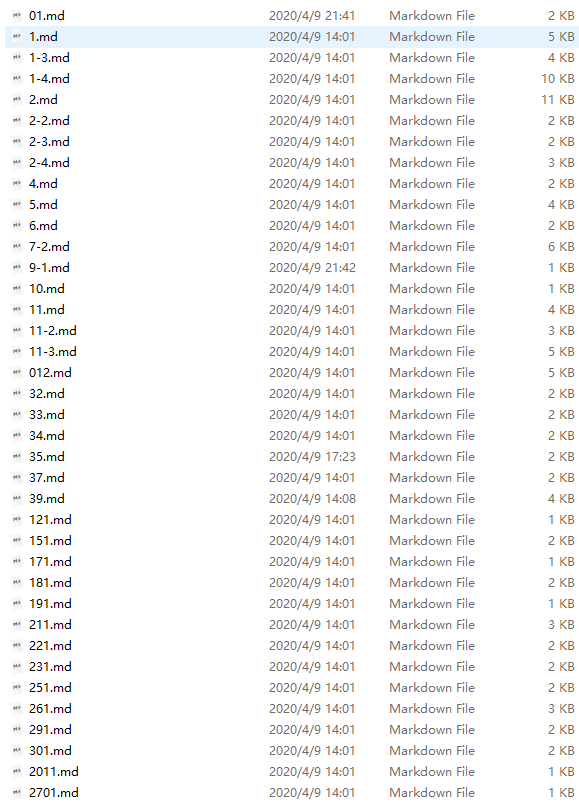 01.md 2020/4/9 21:41 Markdown File 2 KB
1.md 2020/4/9 14:01 Markdown File 5 KB
1-3.md 2020/4/9 14:01 Markdown File 4 KB
1-4.md 2020/4/9 14:01 Markdown File 10 KB
2.md 2020/4/9 14:01 Markdown File 11 KB
2-2.md 2020/4/9 14:01 Markdown File 2 KB
2-3.md 2020/4/9 14:01 Markdown File 2 KB
2-4.md 2020/4/9 14:01 Markdown File 3 KB
4.md 2020/4/9 14:01 Markdown File 2 KB
5.md 2020/4/9 14:01 Markdown File 4 KB
6.md 2020/4/9 14:01 Markdown File 2 KB
7-2.md 2020/4/9 14:01 Markdown File 6 KB
9-1.md 2020/4/9 21:42 Markdown File 1 KB
10.md 2020/4/9 14:01 Markdown File 1 KB
11.md 2020/4/9 14:01 Markdown File 4 KB
11-2.md 2020/4/9 14:01 Markdown File 3 KB
11-3.md 2020/4/9 14:01 Markdown File 5 KB
012.md 2020/4/9 14:01 Markdown File 5 KB
32.md 2020/4/9 14:01 Markdown File 2 KB
33.md 2020/4/9 14:01 Markdown File 2 KB
34.md 2020/4/9 14:01 Markdown File 2 KB
35.md 2020/4/9 17:23 Markdown File 2 KB
37.md 2020/4/9 14:01 Markdown File 2 KB
39.md 2020/4/9 14:08 Markdown File 4 KB
121.md 2020/4/9 14:01 Markdown File 1 KB
151.md 2020/4/9 14:01 Markdown File 2 KB
171.md 2020/4/9 14:01 Markdown File 1 KB
181.md 2020/4/9 14:01 Markdown File 2 KB
191.md 2020/4/9 14:01 Markdown File 1 KB
211.md 2020/4/9 14:01 Markdown File 3 KB
221.md 2020/4/9 14:01 Markdown File 2 KB
231.md 2020/4/9 14:01 Markdown File 2 KB
251.md 2020/4/9 14:01 Markdown File 2 KB
261.md 2020/4/9 14:01 Markdown File 3 KB
291.md 2020/4/9 14:01 Markdown File 2 KB
301.md 2020/4/9 14:01 Markdown File 2 KB
2011.md 2020/4/9 14:01 Markdown File 1 KB
2701.md 2020/4/9 14:01 Markdown File 1 KB